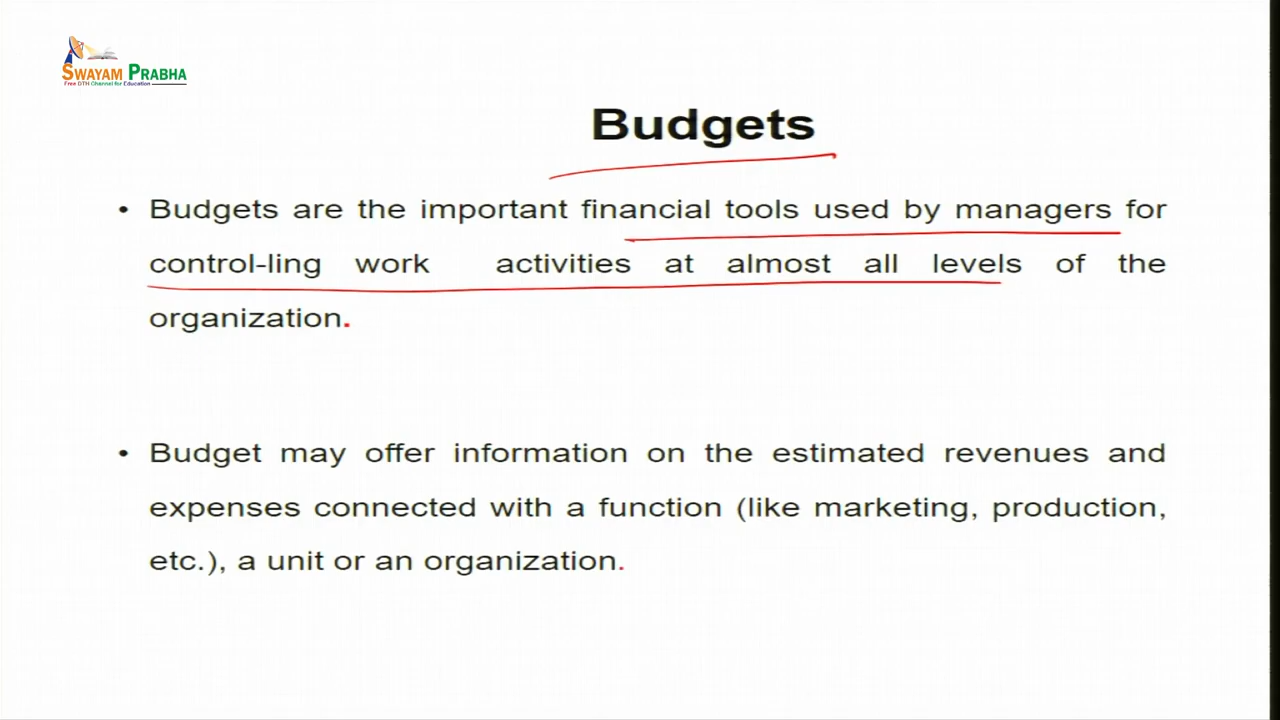 SWAYAM PRABHA
Free DTH Channel for Education
Budgets
• Budgets are the important financial tools used by managers for
control-ling work activities at almost all levels of the
organization.
• Budget may offer information on the estimated revenues and
expenses connected with a function (like marketing, production,
etc.), a unit or an organization.